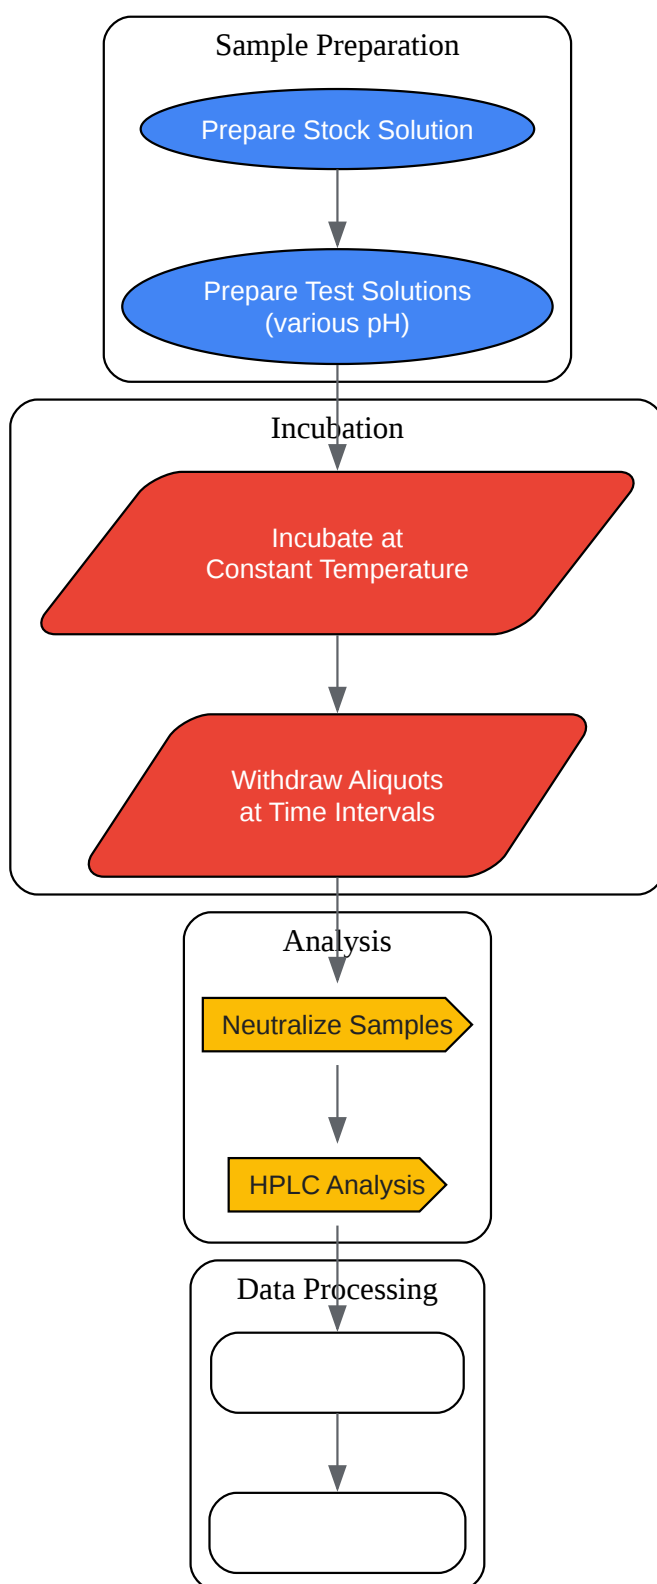 Sample Preparation
Prepare Stock Solution
Prepare Test Solutions
(various pH)
Incubation
Incubate at
Constant Temperature
Withdraw Aliquots
at Time Intervals
Analysis
Neutralize Samples
HPLC Analysis
Data Processing